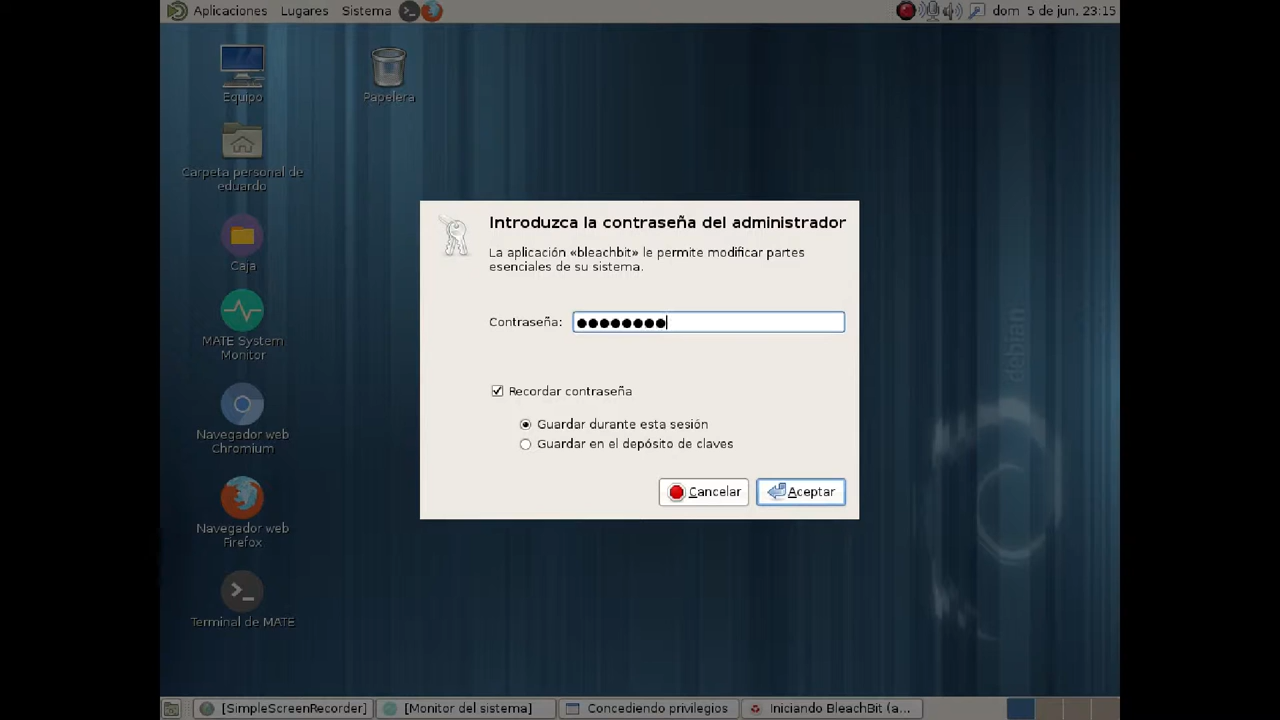 Aplicaciones Lugares Sistema
dom 5 de jun, 23:15
Equipo
Papelera
Carpeta personal de
eduardo
Caja
MATE System
Monitor
Navegador web
Chromium
Navegador web
Firefox
Terminal de MATE
Introduzca la contraseña del administrador
La aplicación «bleachbit» le permite modificar partes
esenciales de su sistema.
Contraseña: ●●●●●●●●
Recordar contraseña
Guardar durante esta sesión
Guardar en el depósito de claves
Cancelar
Aceptar
debian
[SimpleScreenRecorder]
[Monitor del sistema]
Concediendo privilegios
Iniciando BleachBit (a...